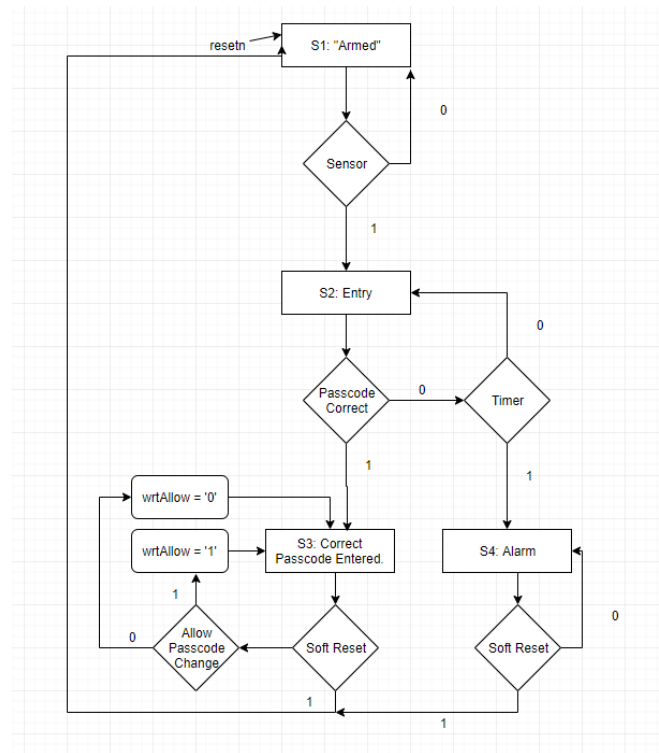 resetn
S1: "Armed"
0
Sensor
1
S2: Entry
0
Passcode
Correct
0
Timer
1
1
wrtAllow = '0'
wrtAllow = '1'
S3: Correct
Passcode Entered.
S4: Alarm
1
0
0
Allow
Passcode
Change
Soft Reset
Soft Reset
1
1